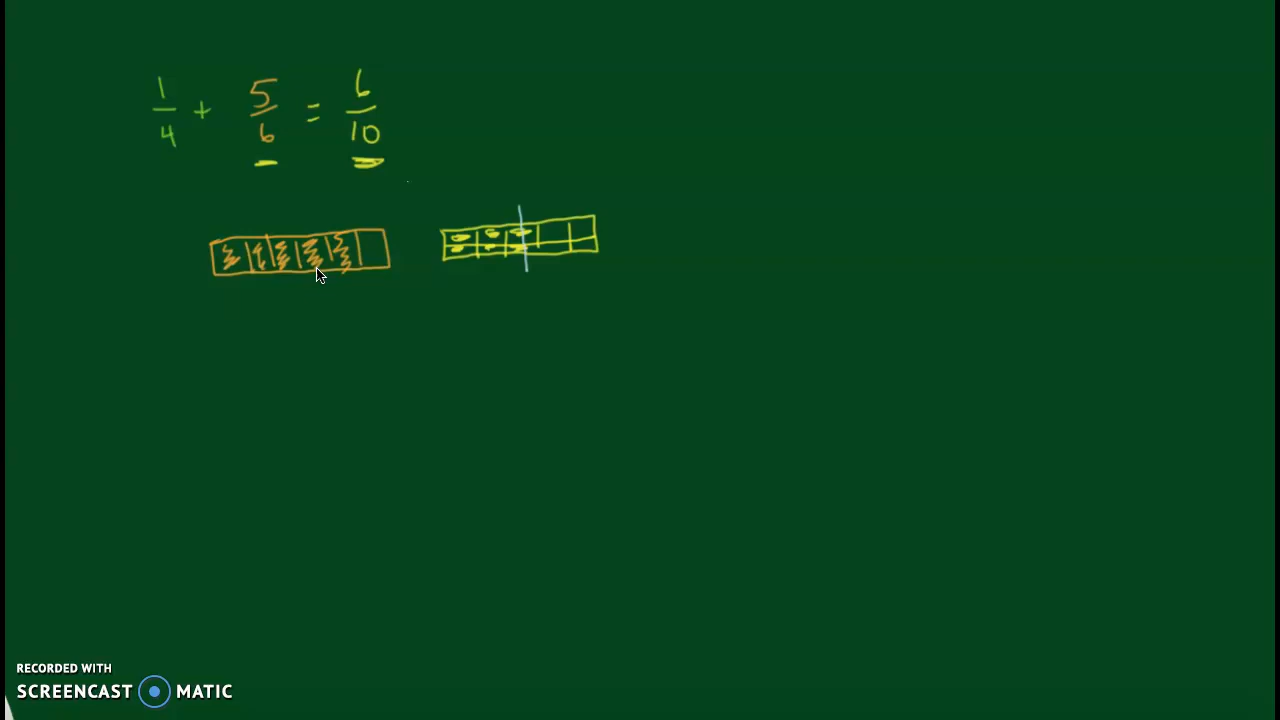 1/4 + 5/6 = 6/10
RECORDED WITH
SCREENCAST MATIC